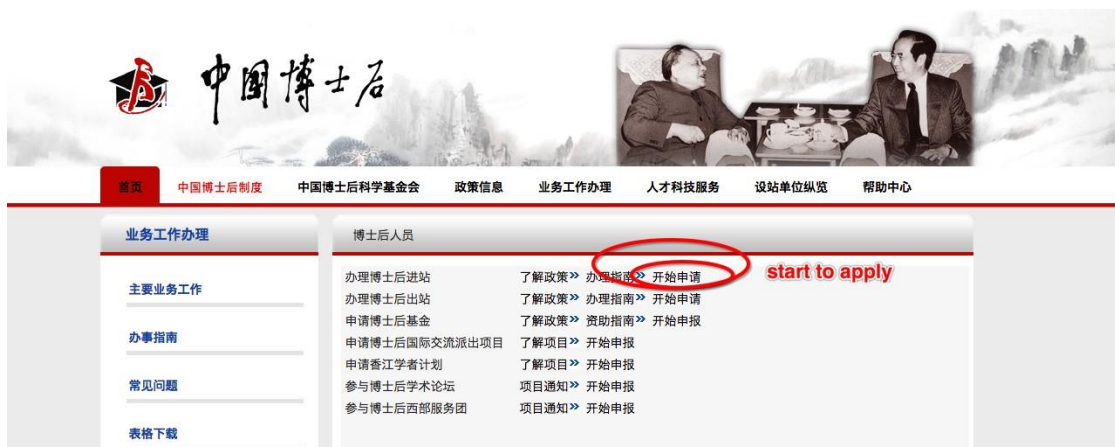 中国博士后
首页 中国博士后制度 中国博士后科学基金会 政策信息 业务工作办理 人才科技服务 设站单位纵览 帮助中心
业务工作办理
主要业务工作
办事指南
常见问题
表格下载
博士后人员
办理博士后进站 了解政策» 办理指南» 开始申请
start to apply
办理博士后出站 了解政策» 办理指南» 开始申请
申请博士后基金 了解政策» 资助指南» 开始申报
申请博士后国际交流派出项目 了解项目» 开始申报
申请香江学者计划 了解项目» 开始申报
参与博士后学术论坛 项目通知» 开始申报
参与博士后西部服务团 项目通知» 开始申报